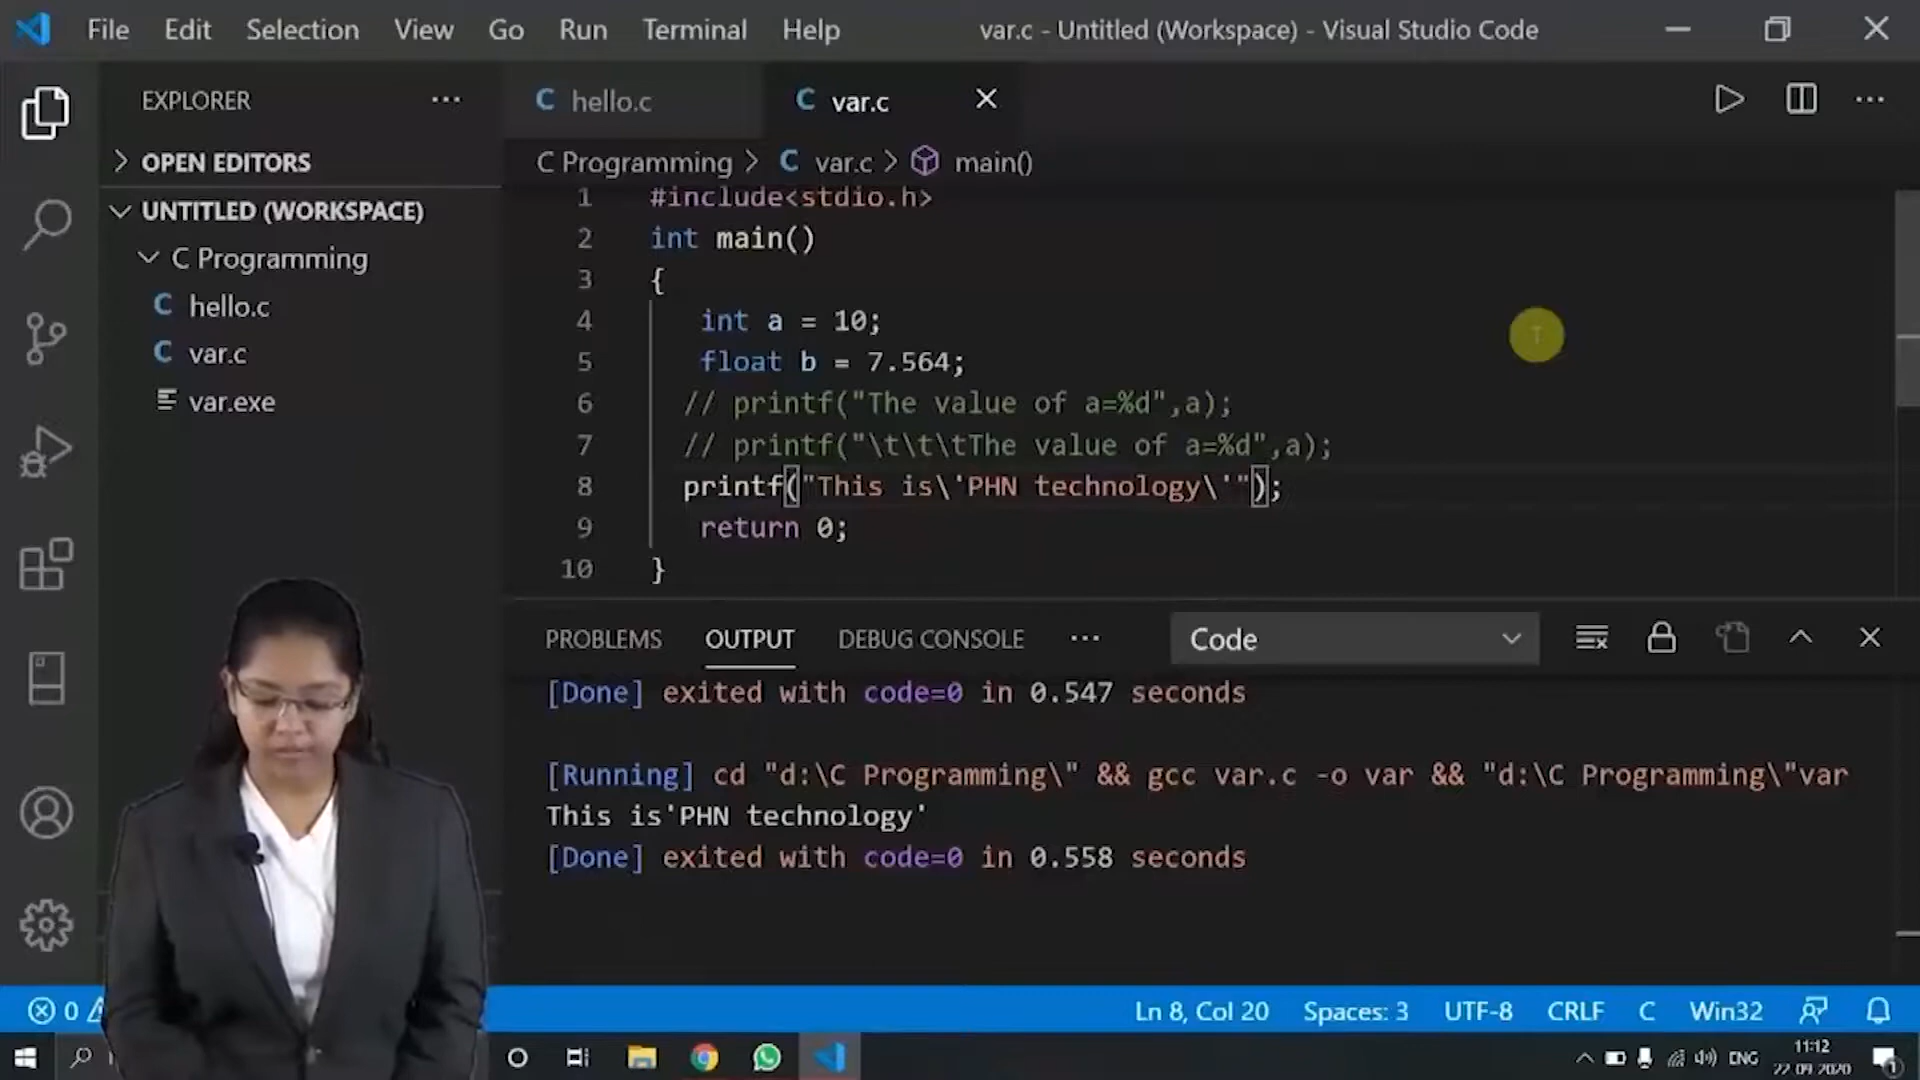 File Edit Selection View Go Run Terminal Help var.c - Untitled (Workspace) - Visual Studio Code
EXPLORER
OPEN EDITORS
UNTITLED (WORKSPACE)
C Programming
C hello.c
C var.c
var.exe
C hello.c C var.c
C Programming > C var.c > main()
1 #include<stdio.h>
2 int main()
3 {
4 int a = 10;
5 float b = 7.564;
6 // printf("The value of a=%d",a);
7 // printf("\t\t\tThe value of a=%d",a);
8 printf("This is\'PHN technology\'");
9 return 0;
10 }
PROBLEMS OUTPUT DEBUG CONSOLE Code
[Done] exited with code=0 in 0.547 seconds
[Running] cd "d:\C Programming\" && gcc var.c -o var && "d:\C Programming\"var
This is'PHN technology'
[Done] exited with code=0 in 0.558 seconds
0 Ln 8, Col 20 Spaces: 3 UTF-8 CRLF C Win32
ENG 11:12
22-09-2020
1